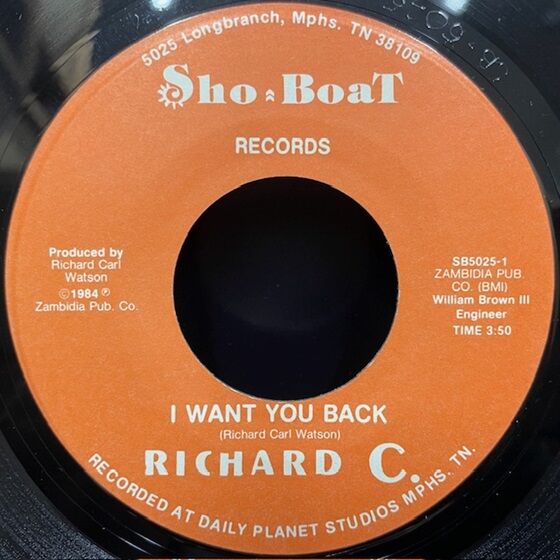 5025 Longbranch, Mphs. TN 38109
Sho-BoaT
RECORDS
Produced by
Richard Carl
Watson
©1984 ℗
Zambidia Pub. Co.
SB5025-1
ZAMBIDIA PUB.
CO. (BMI)
William Brown III
Engineer
TIME 3:50
I WANT YOU BACK
(Richard Carl Watson)
RICHARD C.
RECORDED AT DAILY PLANET STUDIOS MPHS, TN.